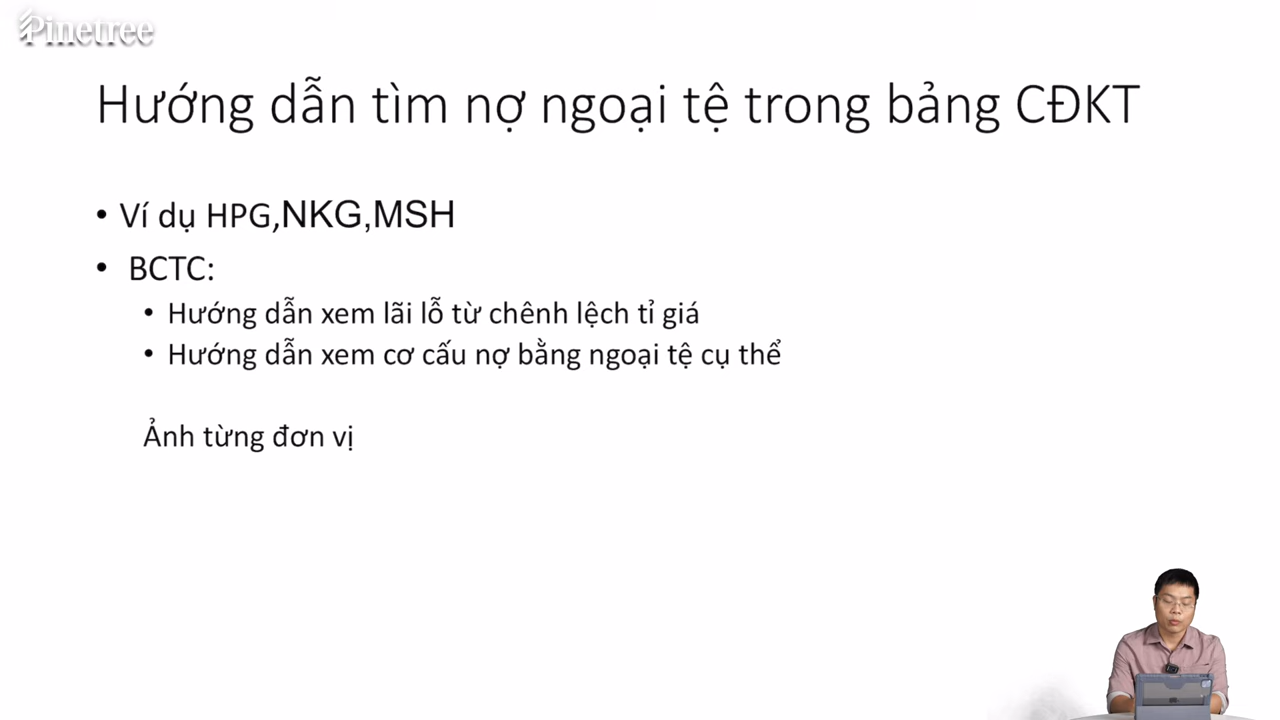 Pinetree
Hướng dẫn tìm nợ ngoại tệ trong bảng CĐKT
• Ví dụ HPG,NKG,MSH
• BCTC:
• Hướng dẫn xem lãi lỗ từ chênh lệch tỉ giá
• Hướng dẫn xem cơ cấu nợ bằng ngoại tệ cụ thể
Ảnh từng đơn vị